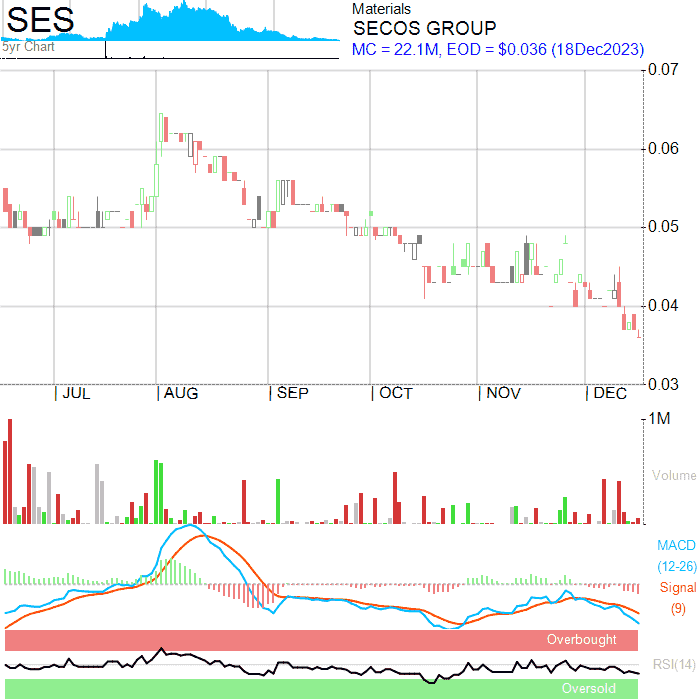 SES
5yr Chart
Materials
SECOS GROUP
MC = 22.1M, EOD = $0.036 (18Dec2023)
0.07
0.06
0.05
0.04
0.03
JUL AUG SEP OCT NOV DEC
1M
Volume
MACD
(12-26)
Signal
(9)
Overbought
RSI(14)
Oversold